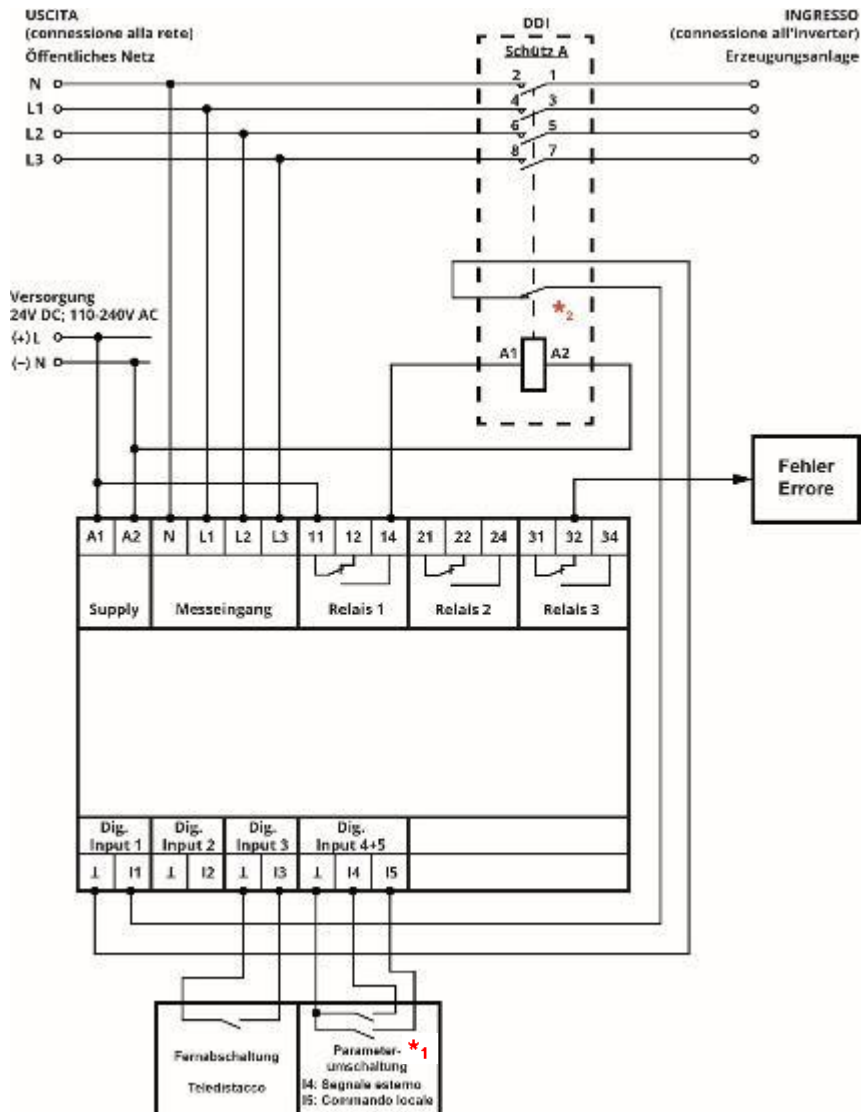 USCITA
(connessione alla rete)
Öffentliches Netz
DDI
Schütz A
INGRESSO
(connessione all'inverter)
Erzeugungsanlage
N
2 1
L1
4 3
L2
6 5
L3
8 7
Versorgung
24V DC; 110-240V AC
(+) L
(−) N
*2
A1 A2
Fehler
Errore
A1 A2 N L1 L2 L3 11 12 14 21 22 24 31 32 34
Supply Messeingang Relais 1 Relais 2 Relais 3
Dig. Input 1
Dig. Input 2
Dig. Input 3
Dig. Input 4+5
⊥ I1 ⊥ I2 ⊥ I3 ⊥ I4 I5
Fernabschaltung
Teledistacco
Parameter-
umschaltung
*1
I4: Segnale esterno
I5: Commando locale